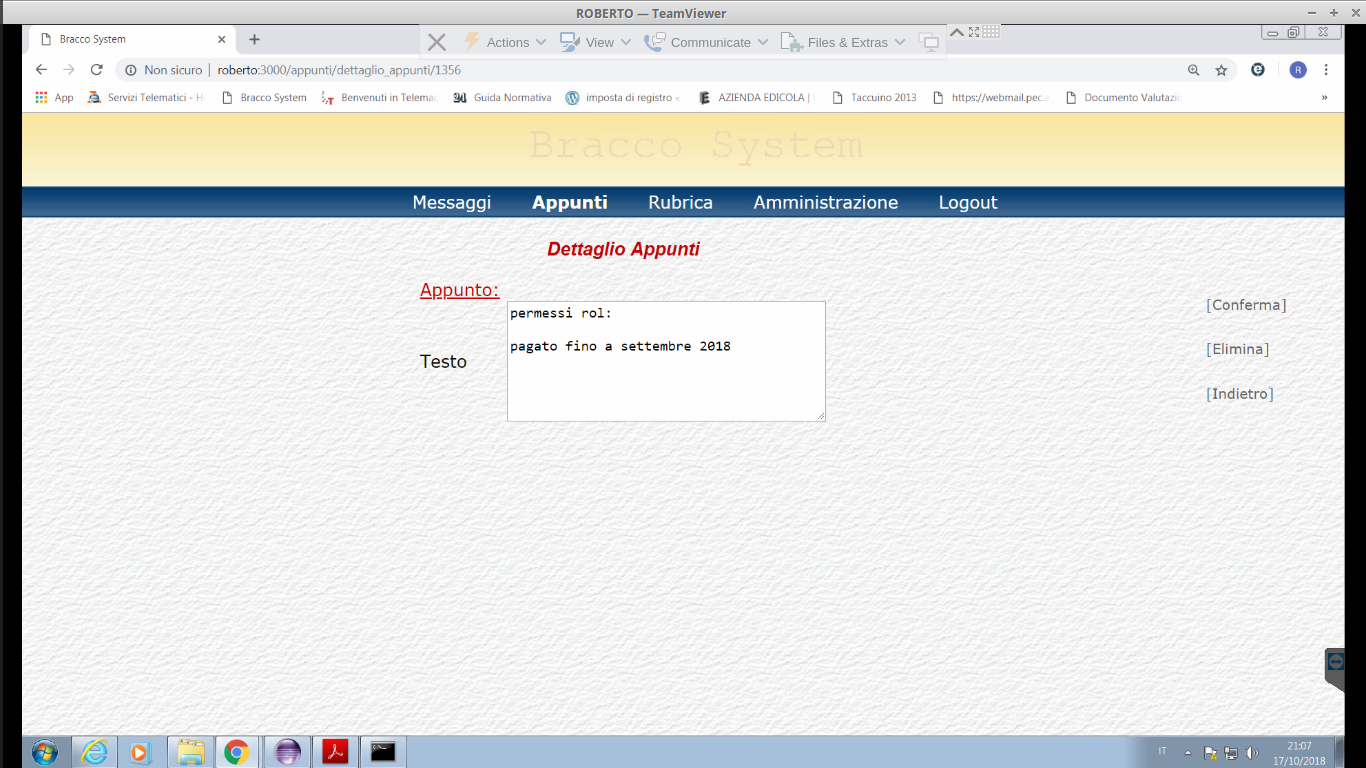 ROBERTO — TeamViewer
Bracco System
Actions
View
Communicate
Files & Extras
Non sicuro
roberto:3000/appunti/dettaglio_appunti/1356
R
App
Servizi Telematici - H
Bracco System
Benvenuti in Telemac
Guida Normativa
imposta di registro «
AZIENDA EDICOLA |
Taccuino 2013
https://webmail.pec.a
Documento Valutazi
»
Bracco System
Messaggi
Appunti
Rubrica
Amministrazione
Logout
Dettaglio Appunti
Appunto:
permessi rol:
pagato fino a settembre 2018
Testo
[Conferma]
[Elimina]
[Indietro]
IT
21:07
17/10/2018